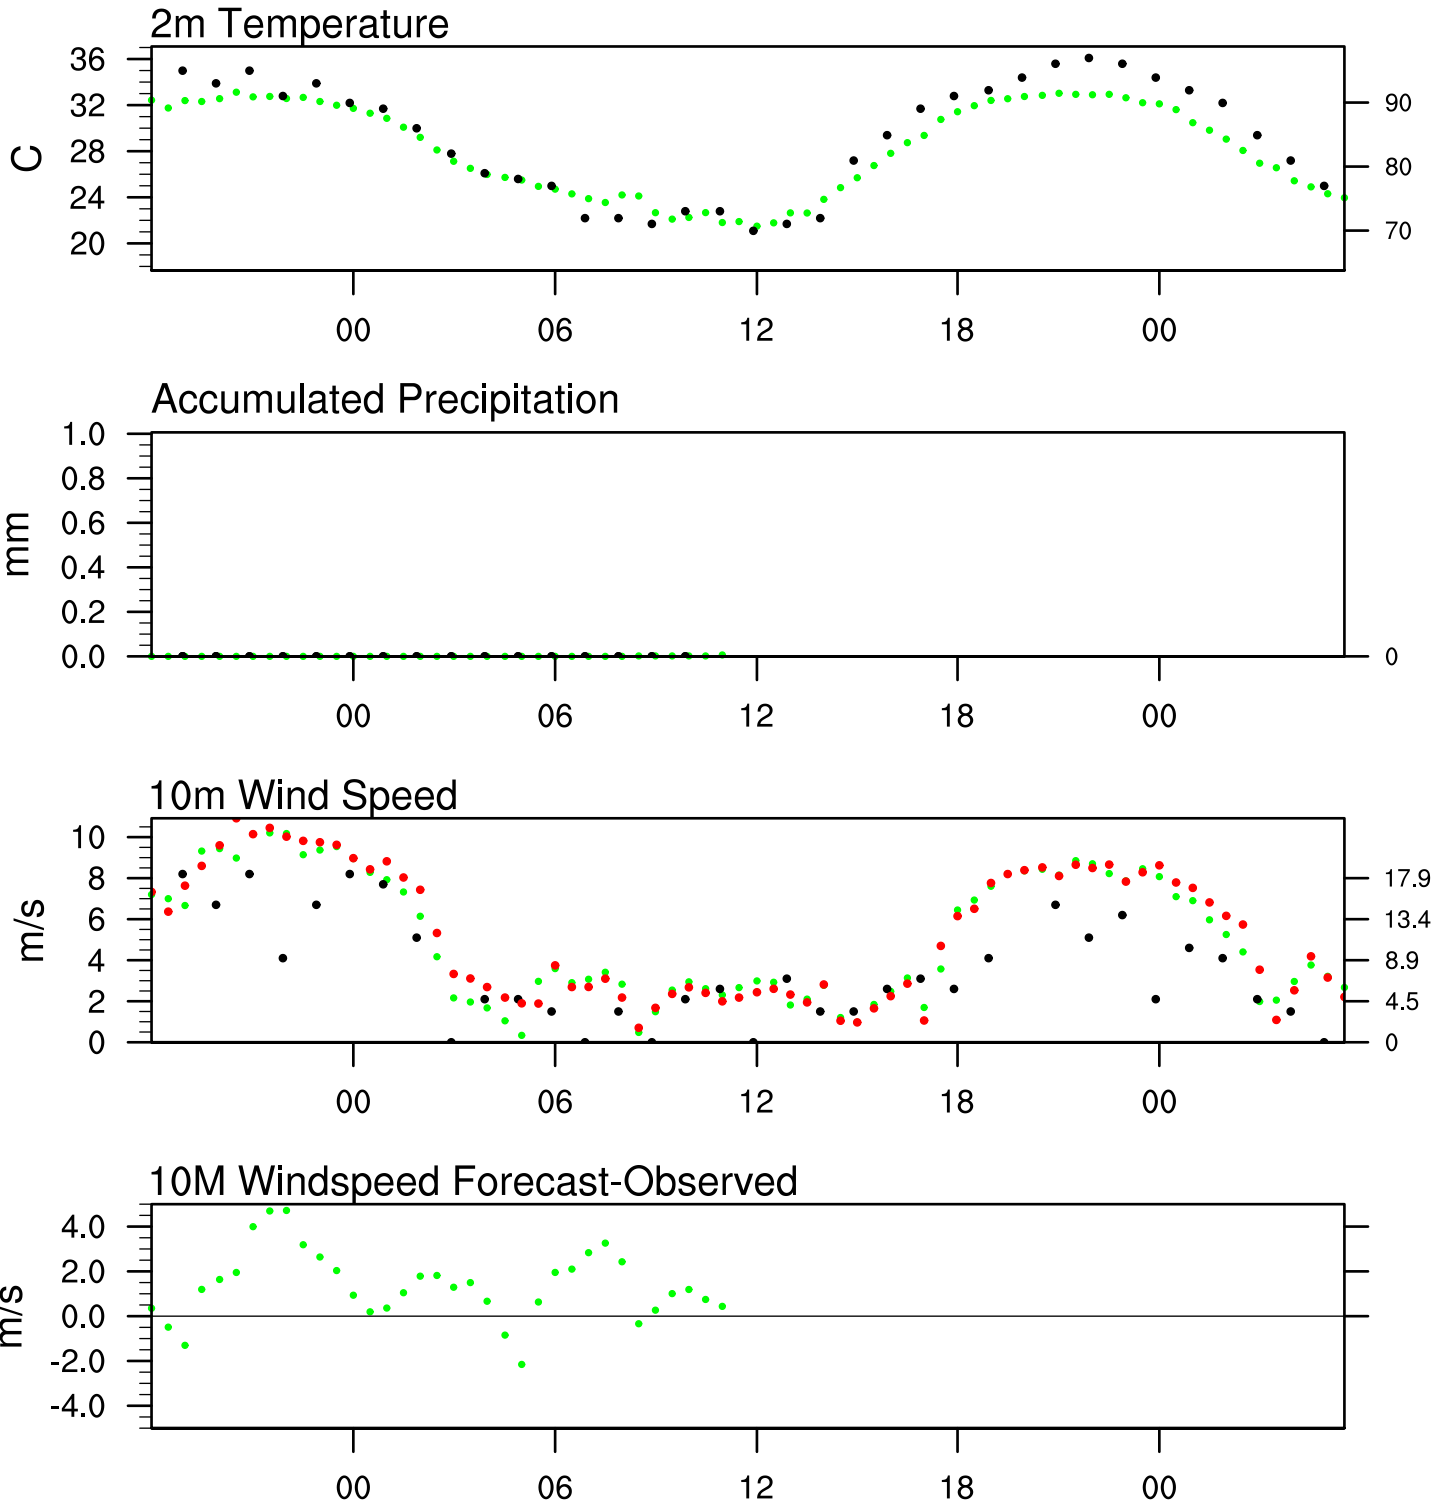 2m Temperature
36
32
28
24
20
C
90
80
70
00 06 12 18 00
Accumulated Precipitation
1.0
0.8
0.6
0.4
0.2
0.0
mm
0
00 06 12 18 00
10m Wind Speed
10
8
6
4
2
0
m/s
17.9
13.4
8.9
4.5
0
00 06 12 18 00
10M Windspeed Forecast-Observed
4.0
2.0
0.0
-2.0
-4.0
m/s
00 06 12 18 00